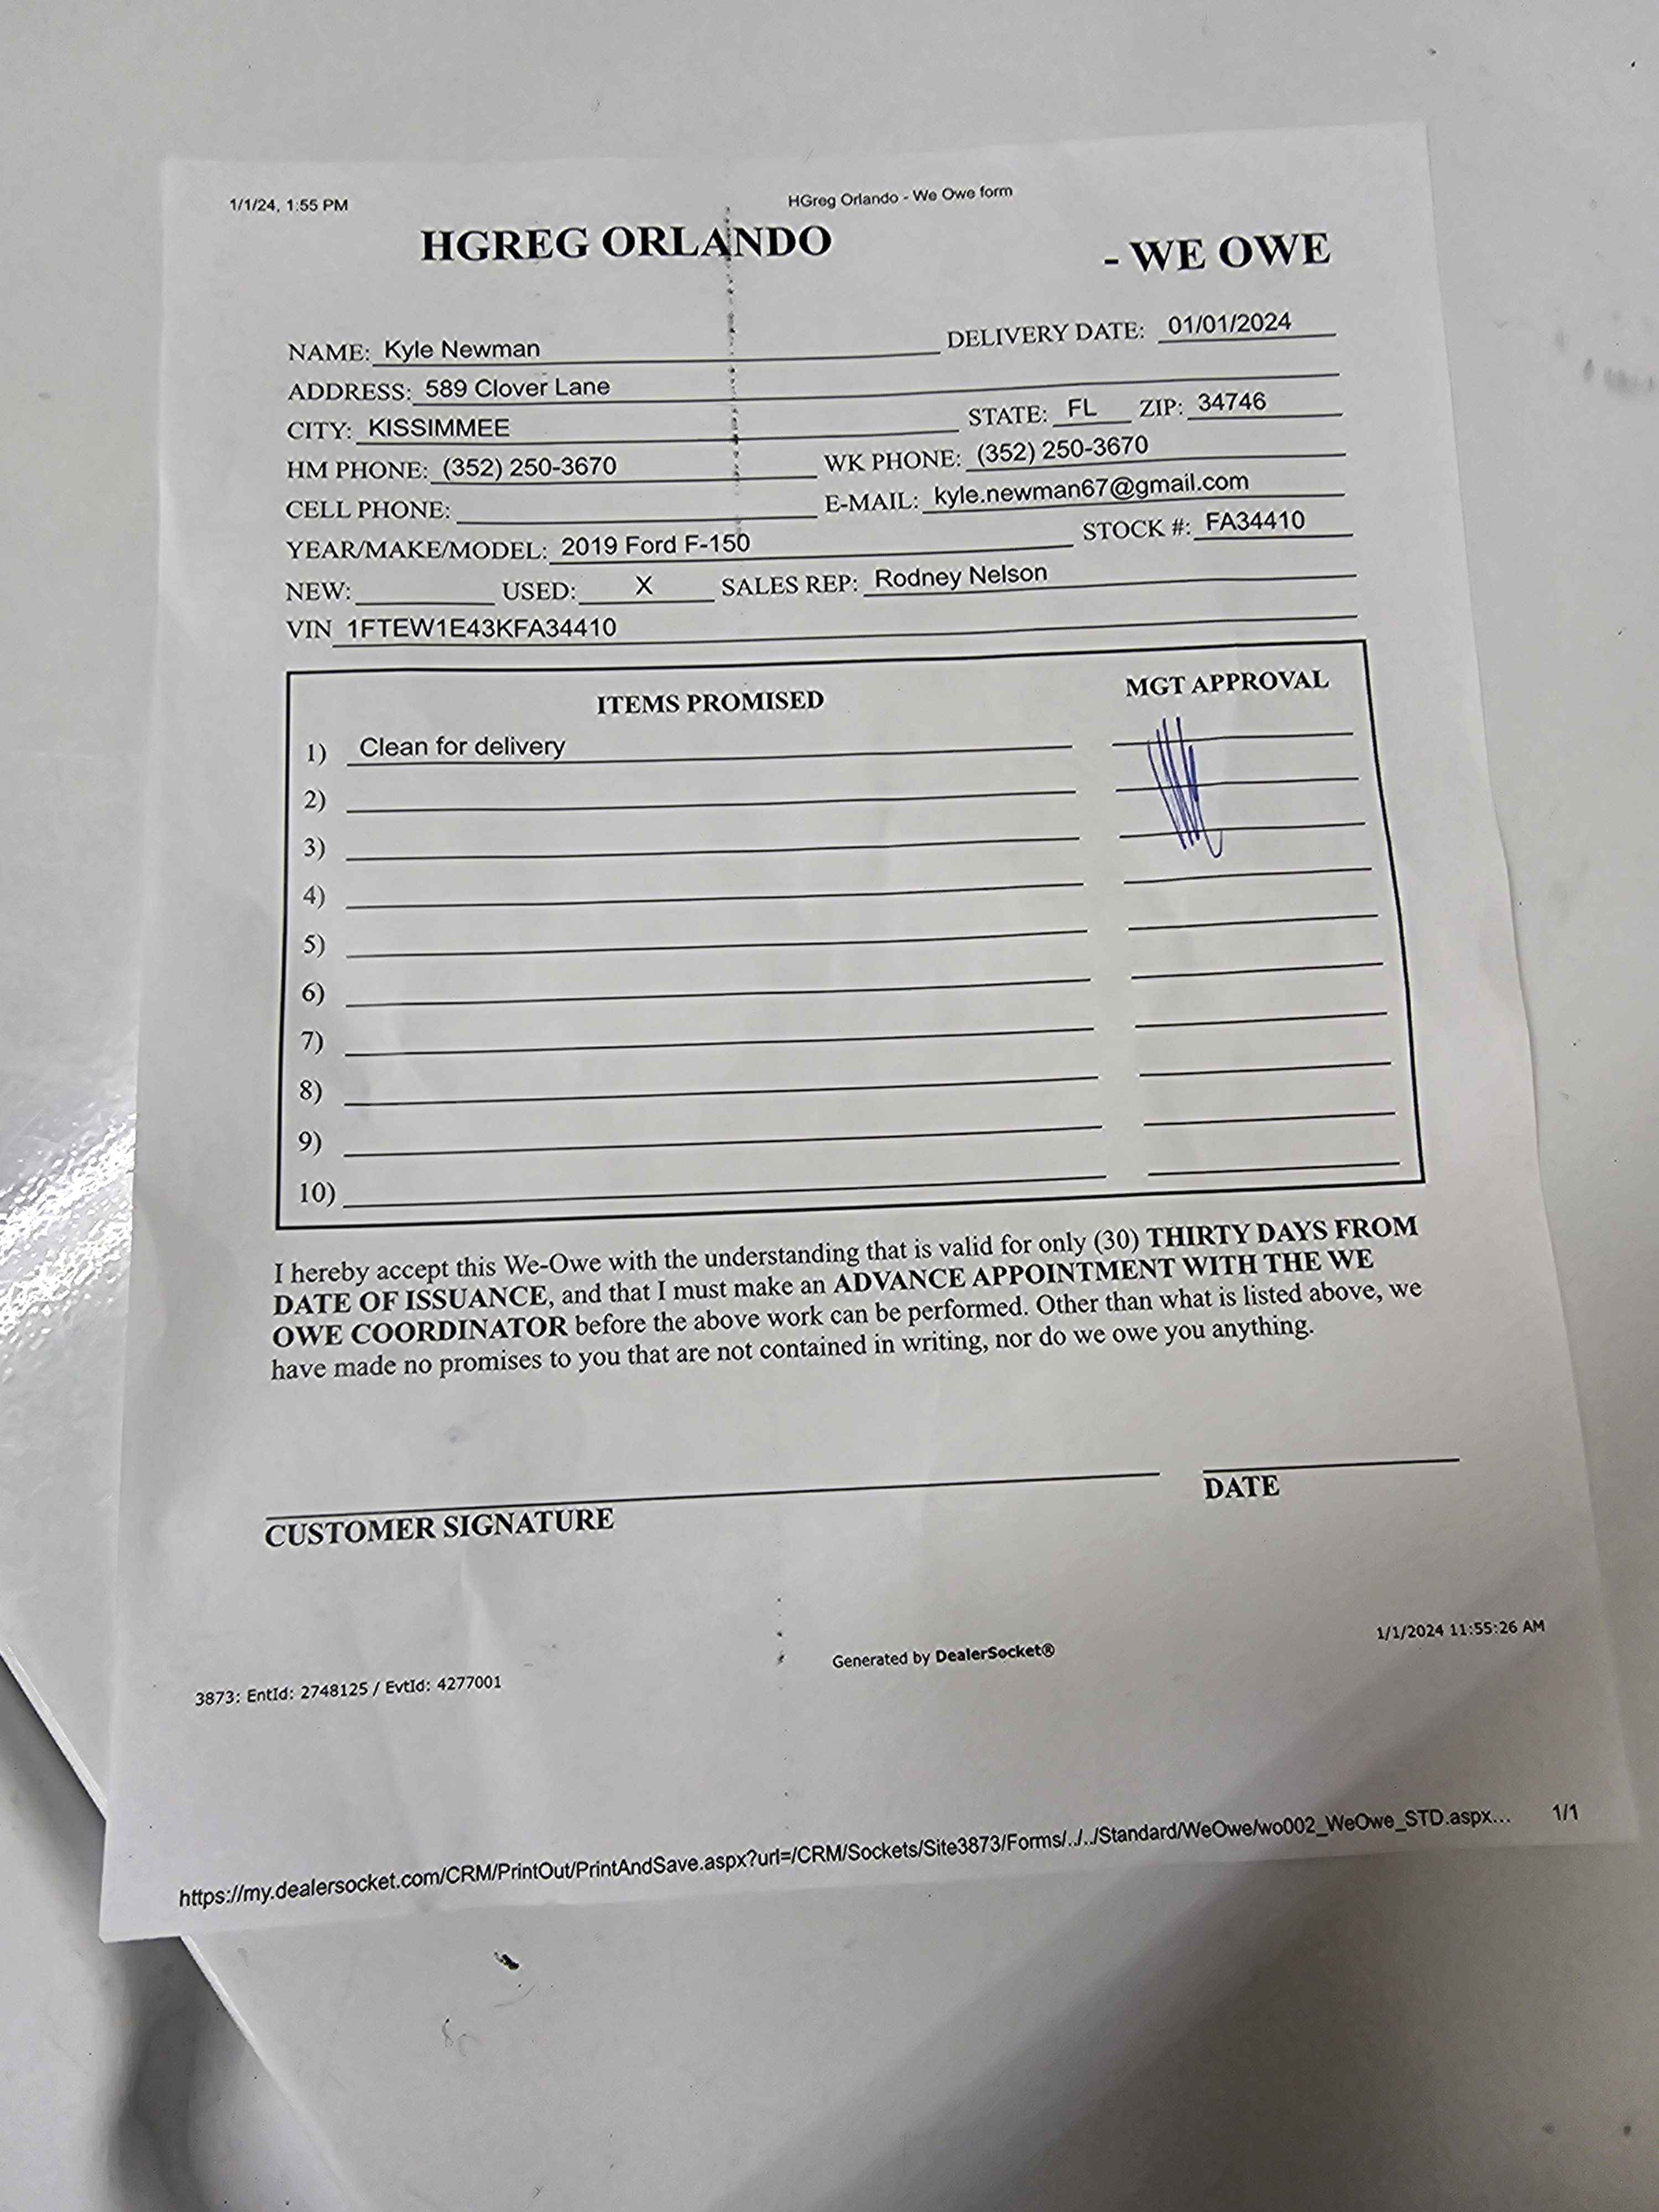 1/1/24, 1:55 PM HGreg Orlando - We Owe form
HGREG ORLANDO - WE OWE
NAME: Kyle Newman DELIVERY DATE: 01/01/2024
ADDRESS: 589 Clover Lane
CITY: KISSIMMEE STATE: FL ZIP: 34746
HM PHONE: (352) 250-3670 WK PHONE: (352) 250-3670
CELL PHONE: E-MAIL: kyle.newman67@gmail.com
YEAR/MAKE/MODEL: 2019 Ford F-150 STOCK #: FA34410
NEW: USED: X SALES REP: Rodney Nelson
VIN 1FTEW1E43KFA34410
ITEMS PROMISED MGT APPROVAL
1) Clean for delivery
2)
3)
4)
5)
6)
7)
8)
9)
10)
I hereby accept this We-Owe with the understanding that is valid for only (30) THIRTY DAYS FROM
DATE OF ISSUANCE, and that I must make an ADVANCE APPOINTMENT WITH THE WE
OWE COORDINATOR before the above work can be performed. Other than what is listed above, we
have made no promises to you that are not contained in writing, nor do we owe you anything.
CUSTOMER SIGNATURE DATE
3873: EntId: 2748125 / EvtId: 4277001 Generated by DealerSocket® 1/1/2024 11:55:26 AM
https://my.dealersocket.com/CRM/PrintOut/PrintAndSave.aspx?url=/CRM/Sockets/Site3873/Forms/../../Standard/WeOwe/wo002_WeOwe_STD.aspx... 1/1